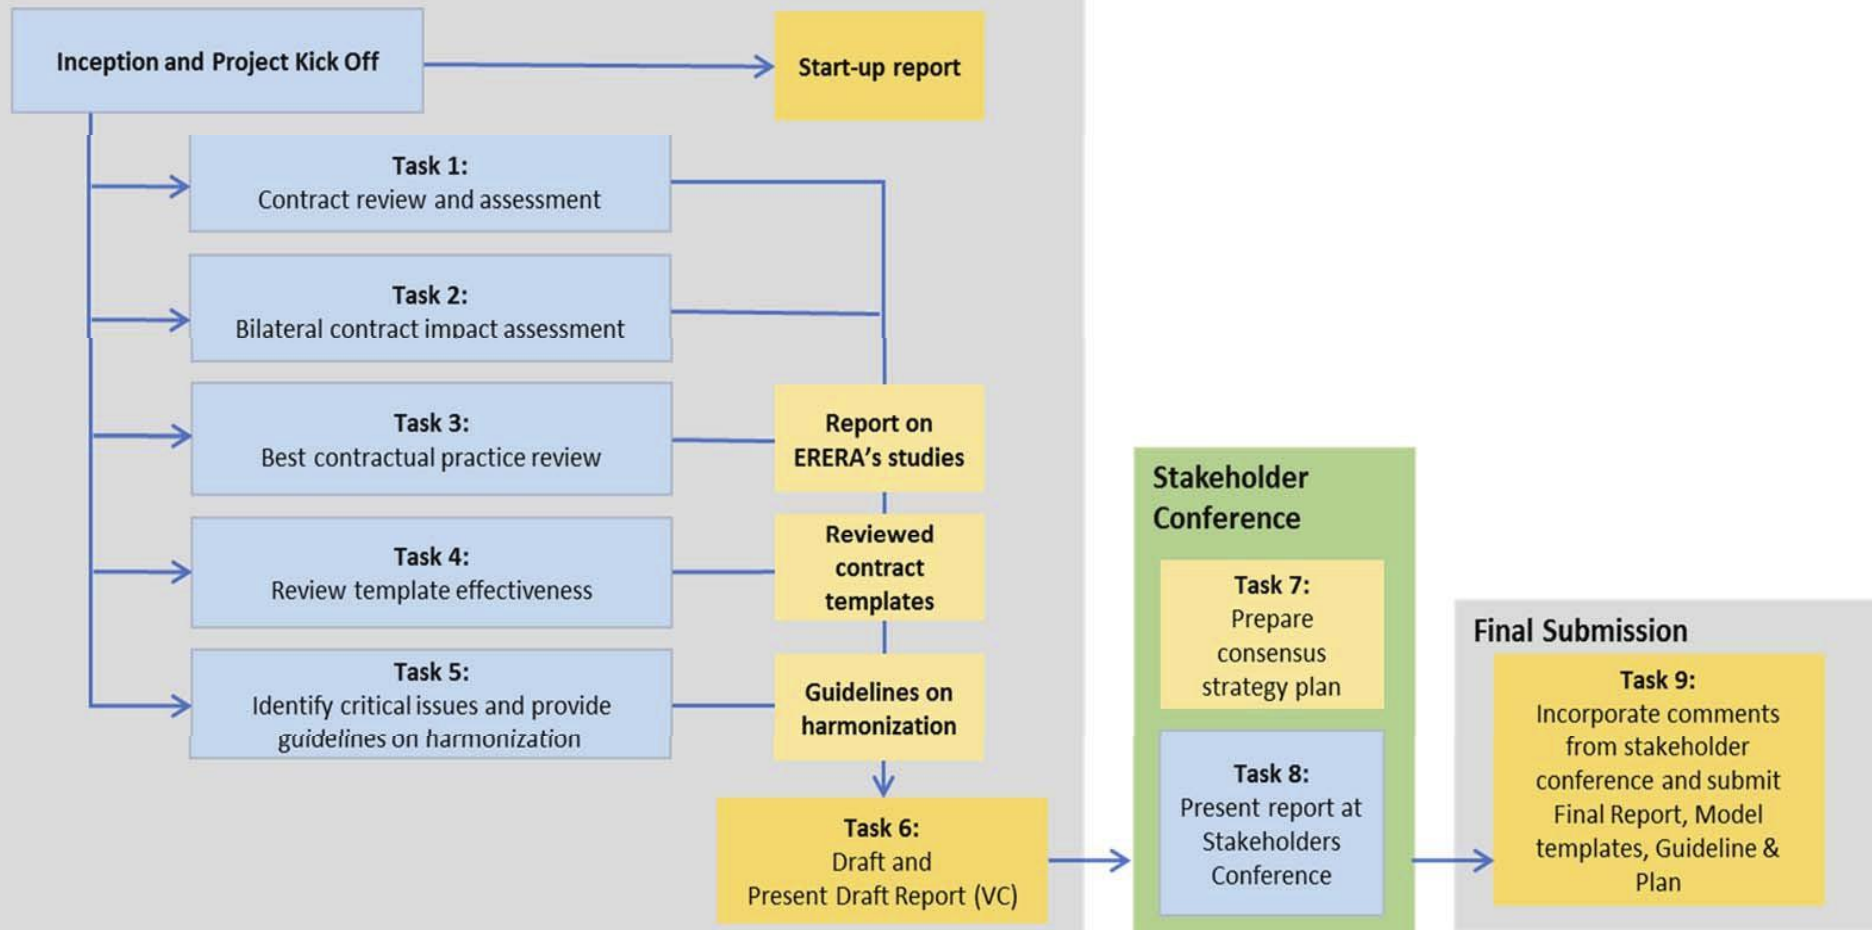 Inception and Project Kick Off
Start-up report
Task 1:
Contract review and assessment
Task 2:
Bilateral contract impact assessment
Task 3:
Best contractual practice review
Report on
ERERA's studies
Task 4:
Review template effectiveness
Reviewed
contract
templates
Task 5:
Identify critical issues and provide
guidelines on harmonization
Guidelines on
harmonization
Task 6:
Draft and
Present Draft Report (VC)
Stakeholder
Conference
Task 7:
Prepare
consensus
strategy plan
Task 8:
Present report at
Stakeholders
Conference
Final Submission
Task 9:
Incorporate comments
from stakeholder
conference and submit
Final Report, Model
templates, Guideline &
Plan